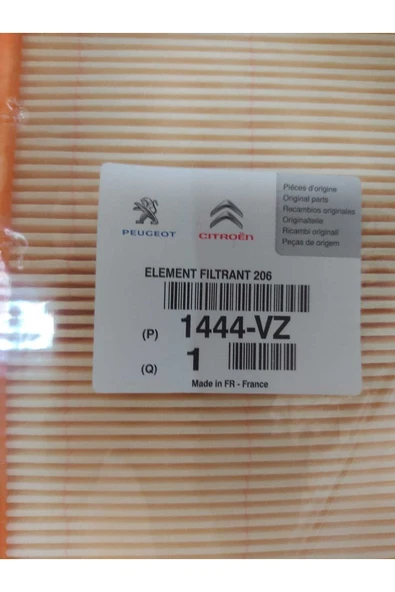 Pièces d'origine
Original parts
Recambios originales
Originalteile
Ricambi originali
Peças de origem
PEUGEOT
CITROËN
ELEMENT FILTRANT 206
(P) 1444-VZ
(Q) 1
Made in FR - France